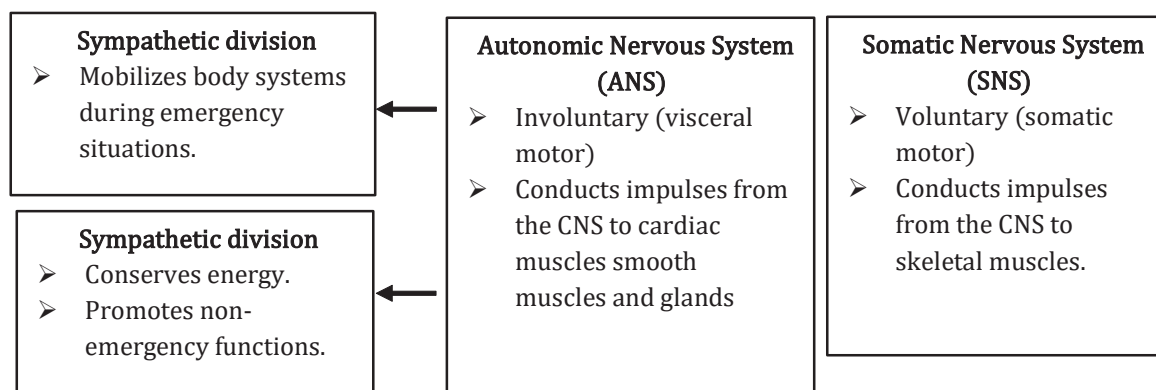 Sympathetic division
➢ Mobilizes body systems
during emergency
situations.
Sympathetic division
➢ Conserves energy.
➢ Promotes non-
emergency functions.
Autonomic Nervous System
(ANS)
➢ Involuntary (visceral
motor)
➢ Conducts impulses from
the CNS to cardiac
muscles smooth
muscles and glands
Somatic Nervous System
(SNS)
➢ Voluntary (somatic
motor)
➢ Conducts impulses
from the CNS to
skeletal muscles.